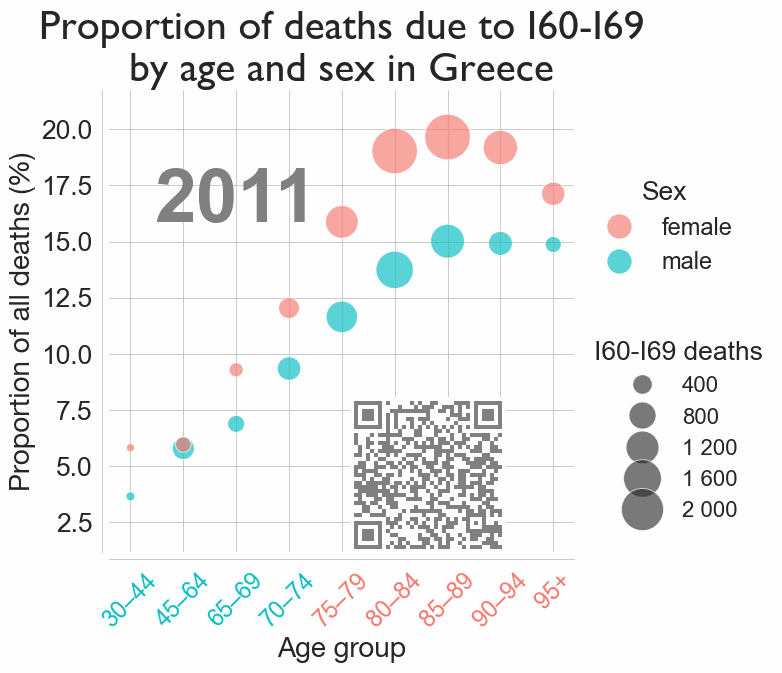 Proportion of deaths due to I60-I69
by age and sex in Greece
Proportion of all deaths (%)
20.0
17.5
15.0
12.5
10.0
7.5
5.0
2.5
2011
30–44
45–64
65–69
70–74
75–79
80–84
85–89
90–94
95+
Age group
Sex
female
male
I60-I69 deaths
400
800
1 200
1 600
2 000